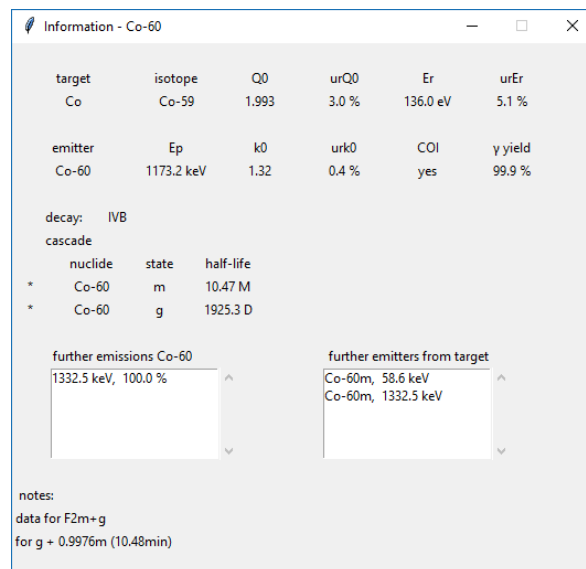 Information - Co-60
target isotope Q0 urQ0 Er urEr
Co Co-59 1.993 3.0 % 136.0 eV 5.1 %
emitter Ep k0 urk0 COI γ yield
Co-60 1173.2 keV 1.32 0.4 % yes 99.9 %
decay: IVB
cascade
nuclide state half-life
* Co-60 m 10.47 M
* Co-60 g 1925.3 D
further emissions Co-60 further emitters from target
1332.5 keV, 100.0 % Co-60m, 58.6 keV
Co-60m, 1332.5 keV
notes:
data for F2m+g
for g + 0.9976m (10.48min)